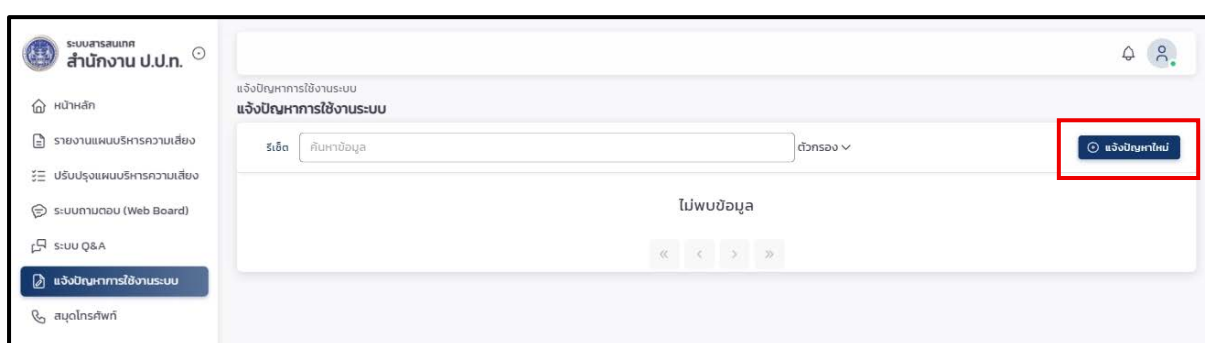 ระบบสารสนเทศ
สำนักงาน ป.ป.ท.
หน้าหลัก
รายงานแผนบริหารความเสี่ยง
ปรับปรุงแผนบริหารความเสี่ยง
ระบบถามตอบ (Web Board)
ระบบ Q&A
แจ้งปัญหาการใช้งานระบบ
สมุดโทรศัพท์
แจ้งปัญหาการใช้งานระบบ
แจ้งปัญหาการใช้งานระบบ
รีเซ็ต ค้นหาข้อมูล ตัวกรอง แจ้งปัญหาใหม่
ไม่พบข้อมูล
« < > »